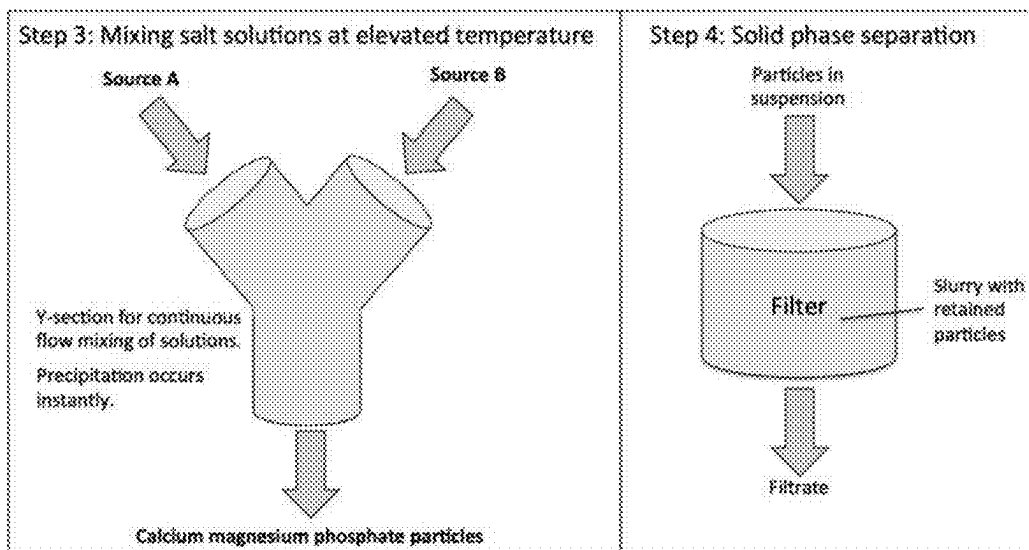 Step 3: Mixing salt solutions at elevated temperature
Source A
Source B
Y-section for continuous
flow mixing of solutions.
Precipitation occurs
instantly.
Calcium magnesium phosphate particles
Step 4: Solid phase separation
Particles in
suspension
Filter
Slurry with
retained
particles
Filtrate